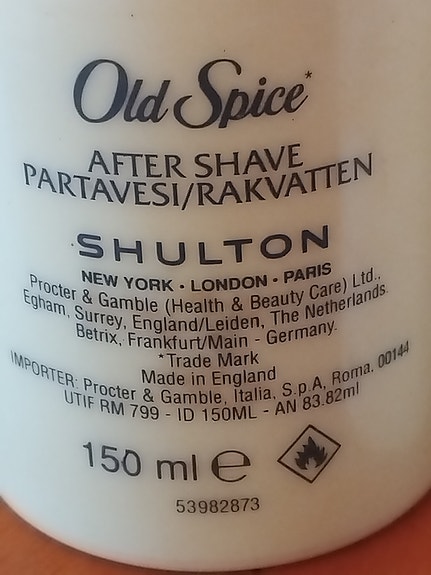 Old Spice*
AFTER SHAVE
PARTAVESI/RAKVATTEN
SHULTON
NEW YORK · LONDON · PARIS
Procter & Gamble (Health & Beauty Care) Ltd.,
Egham, Surrey, England/Leiden, The Netherlands.
Betrix, Frankfurt/Main - Germany.
*Trade Mark
Made in England
IMPORTER: Procter & Gamble, Italia, S.p.A, Roma. 00144
UTIF RM 799 - ID 150ML - AN 83.82ml
150 ml e
53982873